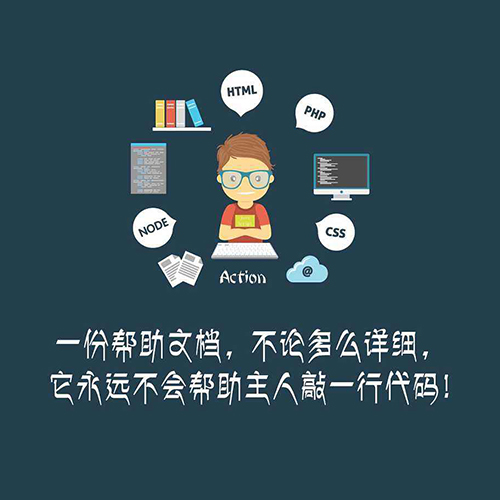 HTML
PHP
NODE
CSS
@
Action
一份帮助文档，不论多么详细，
它永远不会帮助主人敲一行代码！